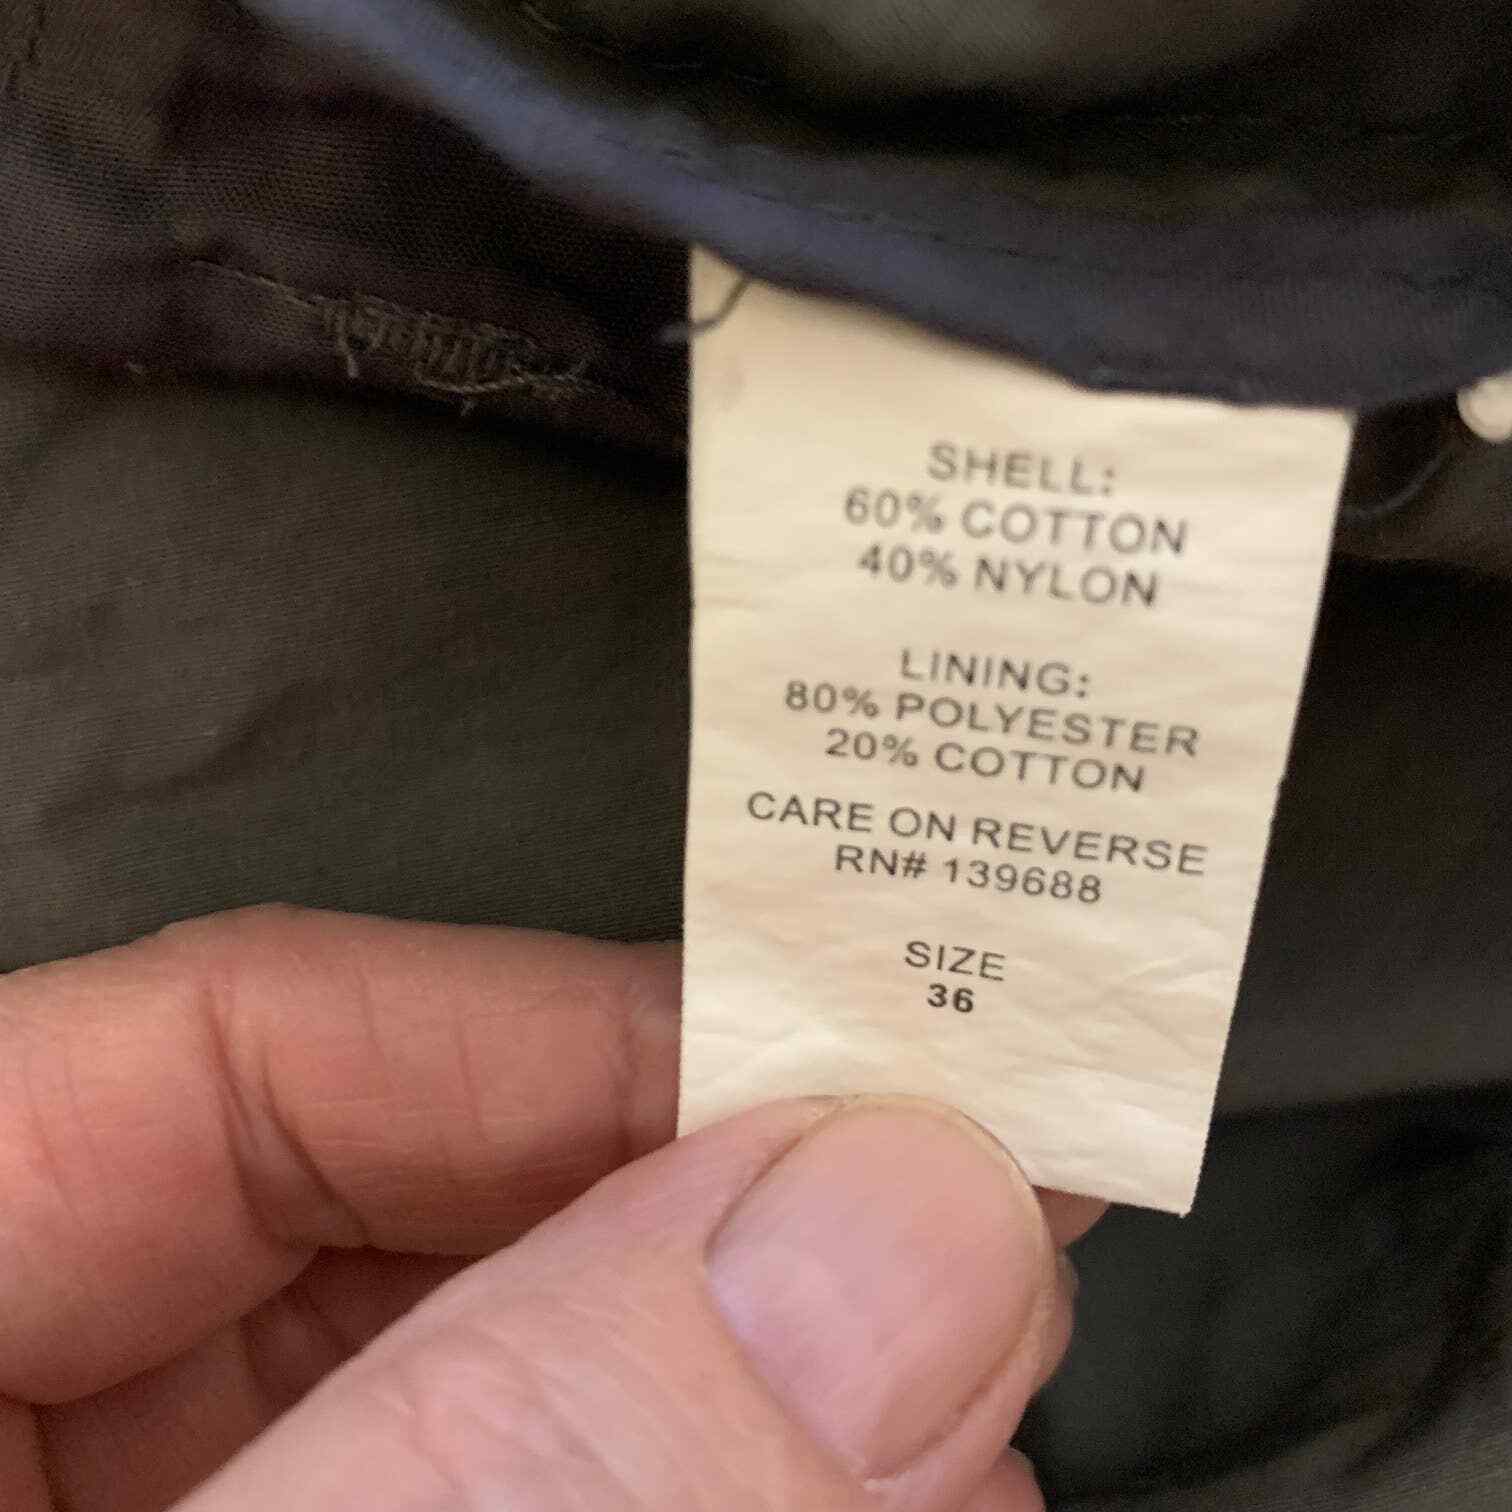 SHELL:
60% COTTON
40% NYLON
LINING:
80% POLYESTER
20% COTTON
CARE ON REVERSE
RN# 139688
SIZE
36